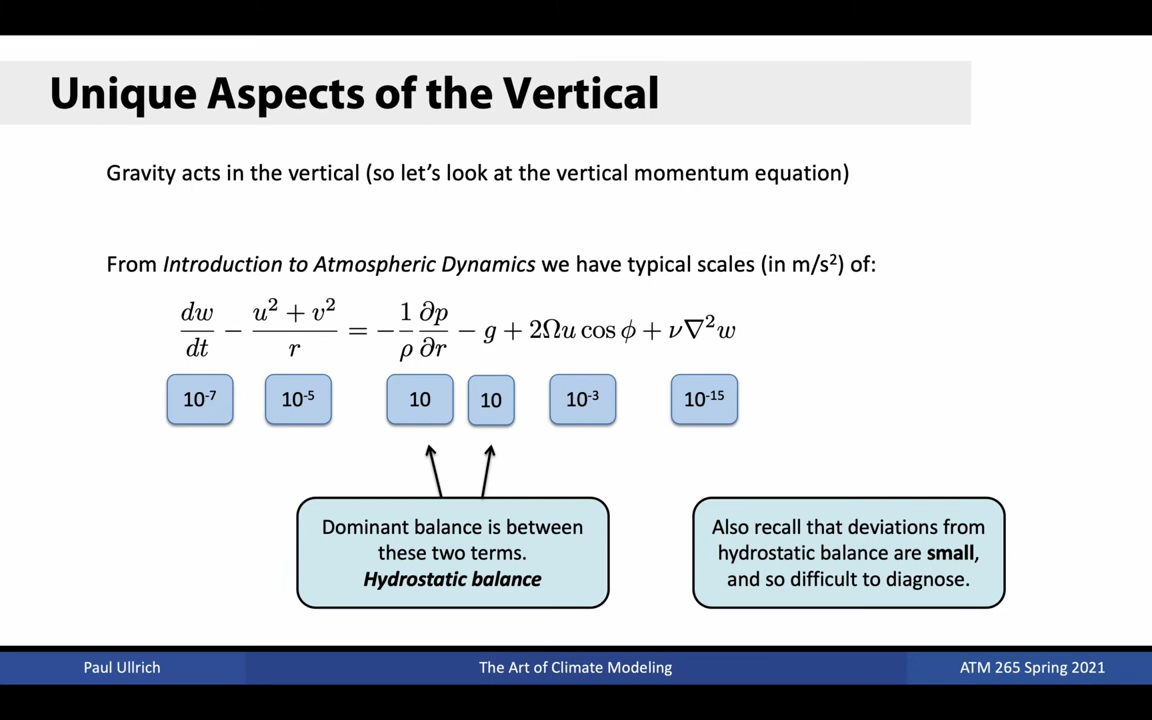 Unique Aspects of the Vertical
Gravity acts in the vertical (so let's look at the vertical momentum equation)
From Introduction to Atmospheric Dynamics we have typical scales (in m/s²) of:
dw/dt − (u² + v²)/r = −(1/ρ)(∂p/∂r) − g + 2Ωu cos ϕ + ν∇²w
10⁻⁷ 10⁻⁵ 10 10 10⁻³ 10⁻¹⁵
Dominant balance is between
these two terms.
Hydrostatic balance
Also recall that deviations from
hydrostatic balance are small,
and so difficult to diagnose.
Paul Ullrich The Art of Climate Modeling ATM 265 Spring 2021